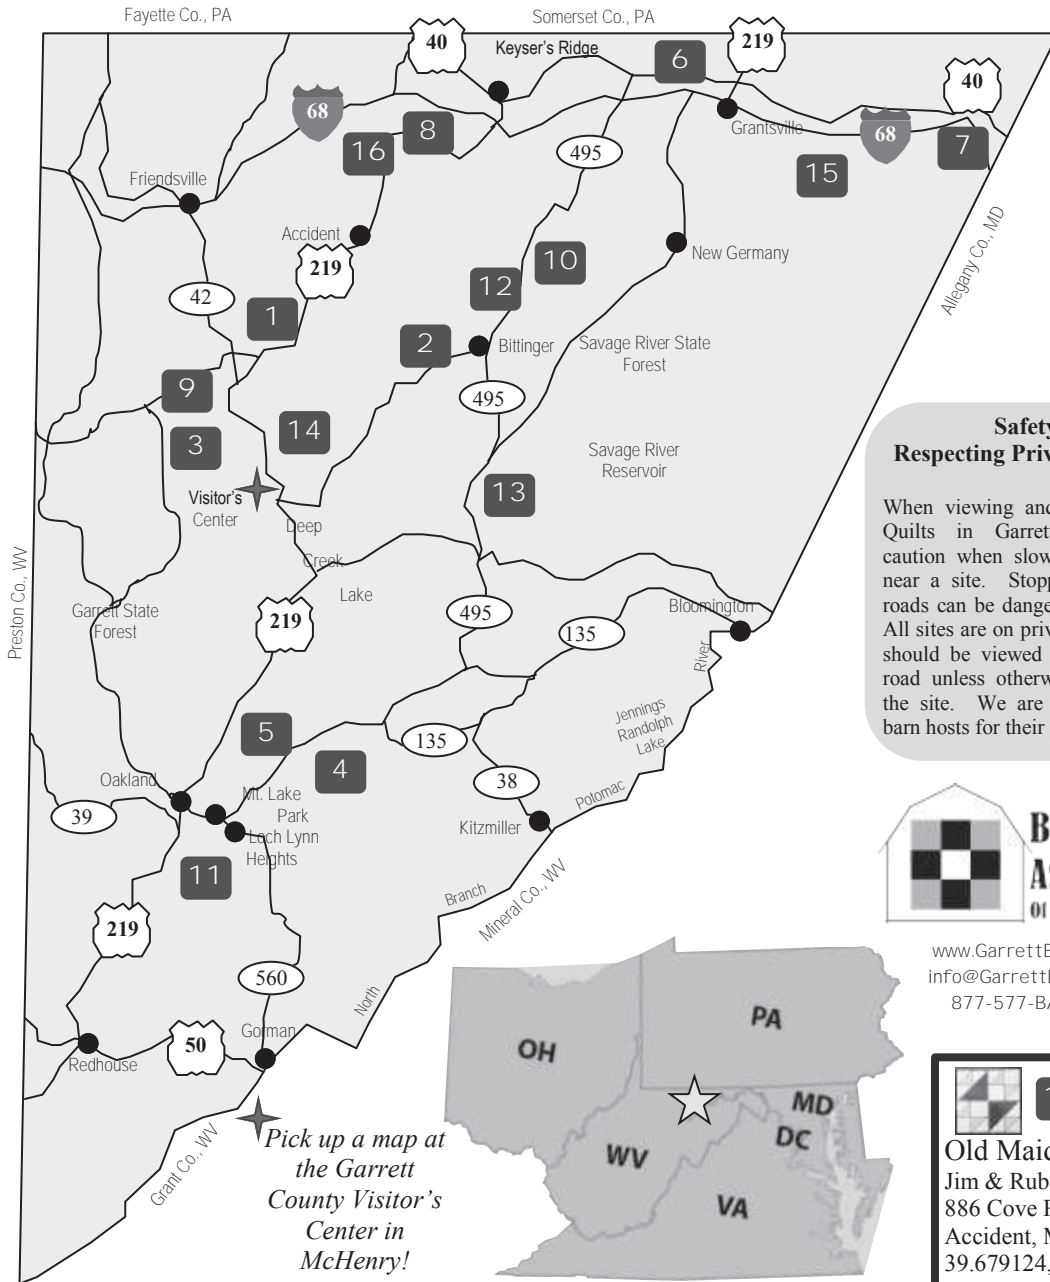 Fayette Co., PA
Somerset Co., PA
40
Keyser's Ridge
6
219
40
68
8
16
Grantsville
68
7
495
15
Friendsville
Accident
219
New Germany
10
12
42
1
Allegany Co., MD
2
Bittinger
Savage River State
Forest
9
495
14
3
Savage River
Reservoir
13
Visitor's
Center
Deep
Creek
Lake
Preston Co., WV
Garrett State
Forest
219
495
135
Bloomington
River
Jennings
Randolph
Lake
5
4
135
38
Oakland
Mt. Lake
Park
Loch Lynn
Heights
39
Kitzmiller
Potomac
11
Branch
Mineral Co., WV
219
560
North
Gorman
50
Redhouse
Grant Co., WV
Pick up a map at
the Garrett
County Visitor's
Center in
McHenry!
OH
PA
WV
MD
DC
VA
Safety
Respecting Priv
When viewing and
Quilts in Garrett
caution when slow
near a site. Stopp
roads can be dange
All sites are on priv
should be viewed
road unless otherw
the site. We are
barn hosts for their
B
A
of
www.GarrettB
info@GarrettB
877-577-BA
1
Old Maid
Jim & Rub
886 Cove R
Accident, M
39.679124,